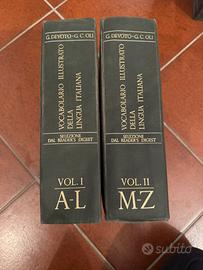 G. DEVOTO-G. C. OLI
VOCABOLARIO ILLUSTRATO
DELLA
LINGUA ITALIANA
SELEZIONE
DAL READER'S DIGEST
VOL. I
A-L
G. DEVOTO-G. C. OLI
VOCABOLARIO ILLUSTRATO
DELLA
LINGUA ITALIANA
SELEZIONE
DAL READER'S DIGEST
VOL. II
M-Z
subito